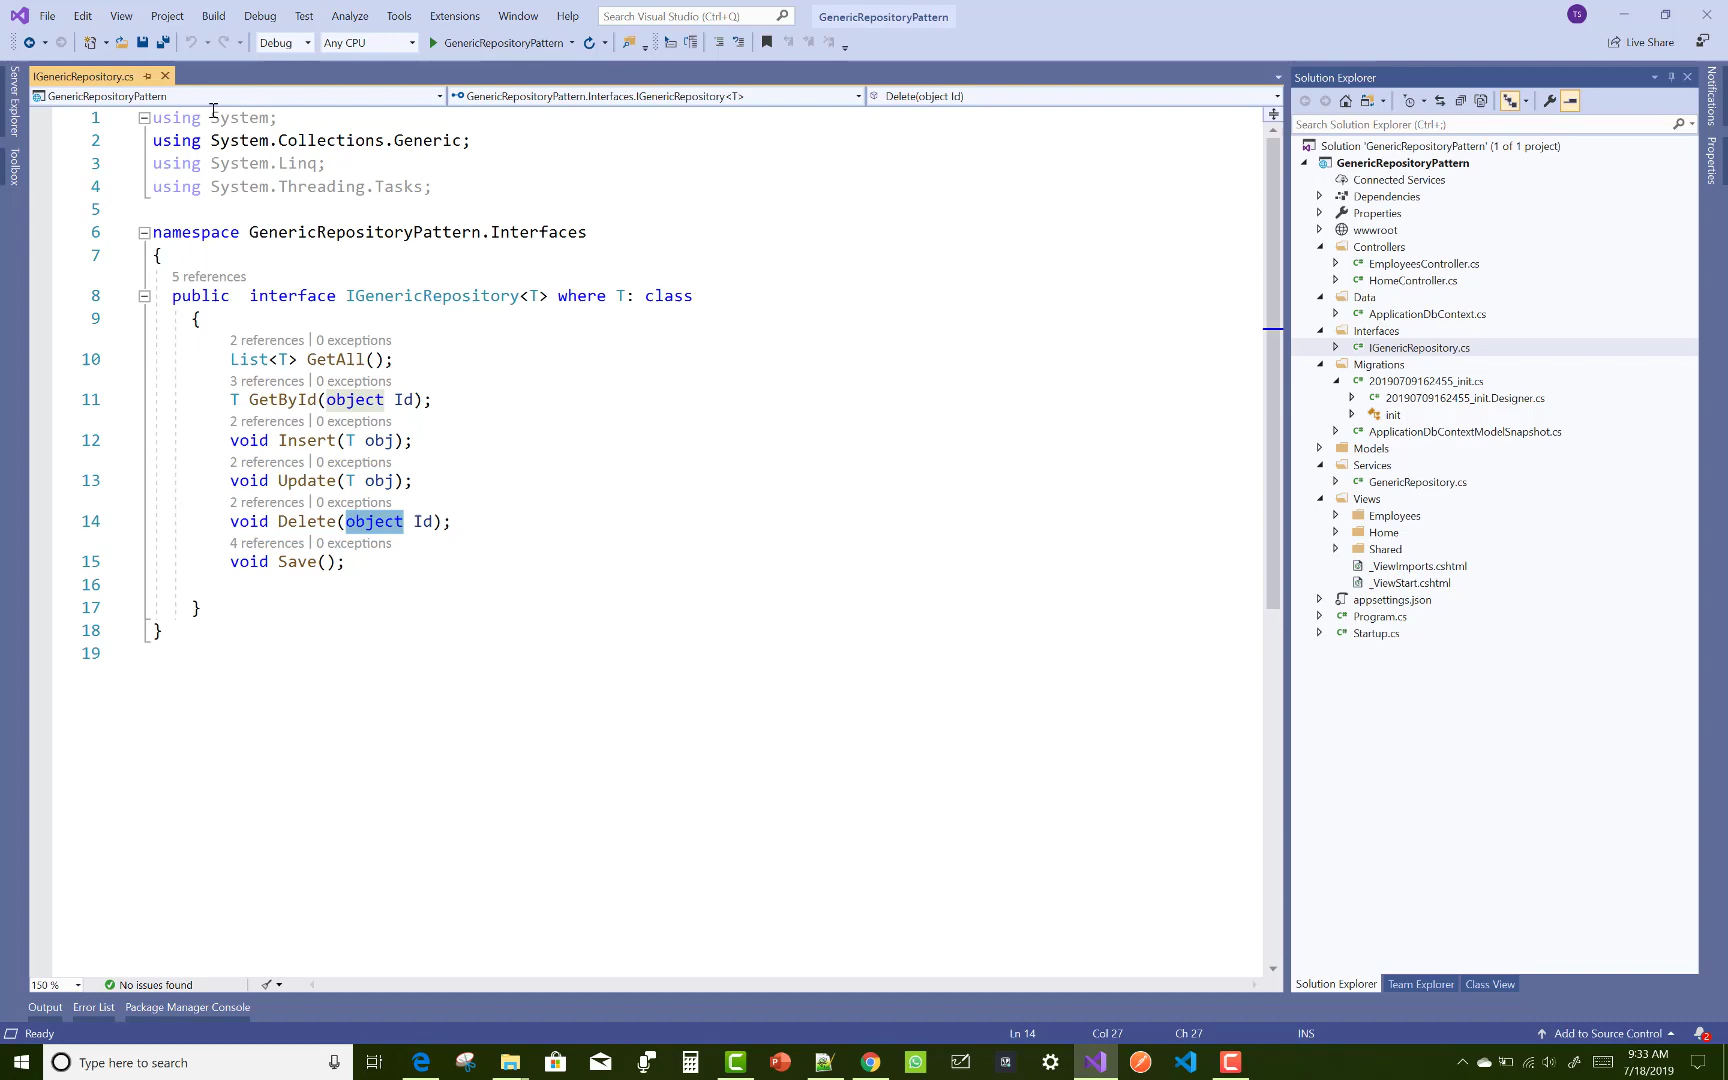 File Edit View Project Build Debug Test Analyze Tools Extensions Window Help Search Visual Studio (Ctrl+Q) GenericRepositoryPattern TS
Debug Any CPU GenericRepositoryPattern Live Share
IGenericRepository.cs
GenericRepositoryPattern GenericRepositoryPattern.Interfaces.IGenericRepository<T> Delete(object Id)
Server Explorer
Toolbox
1 using System;
2 using System.Collections.Generic;
3 using System.Linq;
4 using System.Threading.Tasks;
5
6 namespace GenericRepositoryPattern.Interfaces
7 {
5 references
8 public interface IGenericRepository<T> where T: class
9 {
2 references | 0 exceptions
10 List<T> GetAll();
3 references | 0 exceptions
11 T GetById(object Id);
2 references | 0 exceptions
12 void Insert(T obj);
2 references | 0 exceptions
13 void Update(T obj);
2 references | 0 exceptions
14 void Delete(object Id);
4 references | 0 exceptions
15 void Save();
16
17 }
18 }
19
150 % No issues found
Output Error List Package Manager Console
Solution Explorer
Search Solution Explorer (Ctrl+;)
Solution 'GenericRepositoryPattern' (1 of 1 project)
GenericRepositoryPattern
Connected Services
Dependencies
Properties
wwwroot
Controllers
C# EmployeesController.cs
C# HomeController.cs
Data
C# ApplicationDbContext.cs
Interfaces
C# IGenericRepository.cs
Migrations
C# 20190709162455_init.cs
C# 20190709162455_init.Designer.cs
init
C# ApplicationDbContextModelSnapshot.cs
Models
Services
C# GenericRepository.cs
Views
Employees
Home
Shared
_ViewImports.cshtml
_ViewStart.cshtml
appsettings.json
C# Program.cs
C# Startup.cs
Solution Explorer Team Explorer Class View
Notifications
Properties
Ready Ln 14 Col 27 Ch 27 INS Add to Source Control 2
Type here to search 9:33 AM
7/18/2019